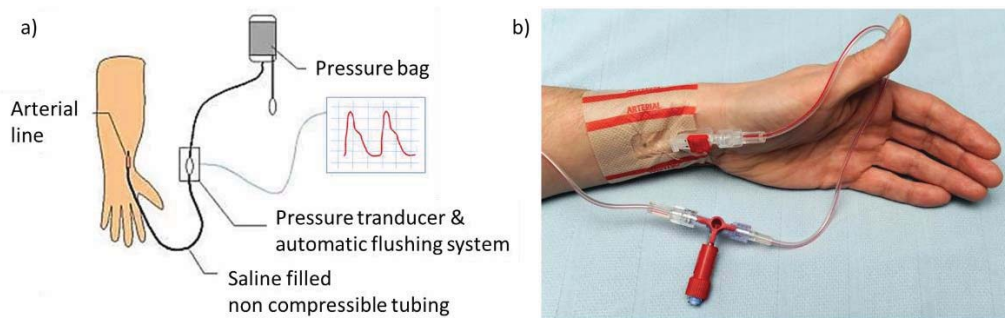 a)
Pressure bag
Arterial
line
Pressure tranducer &
automatic flushing system
Saline filled
non compressible tubing
b)
ARTERIAL
ARTERIAL